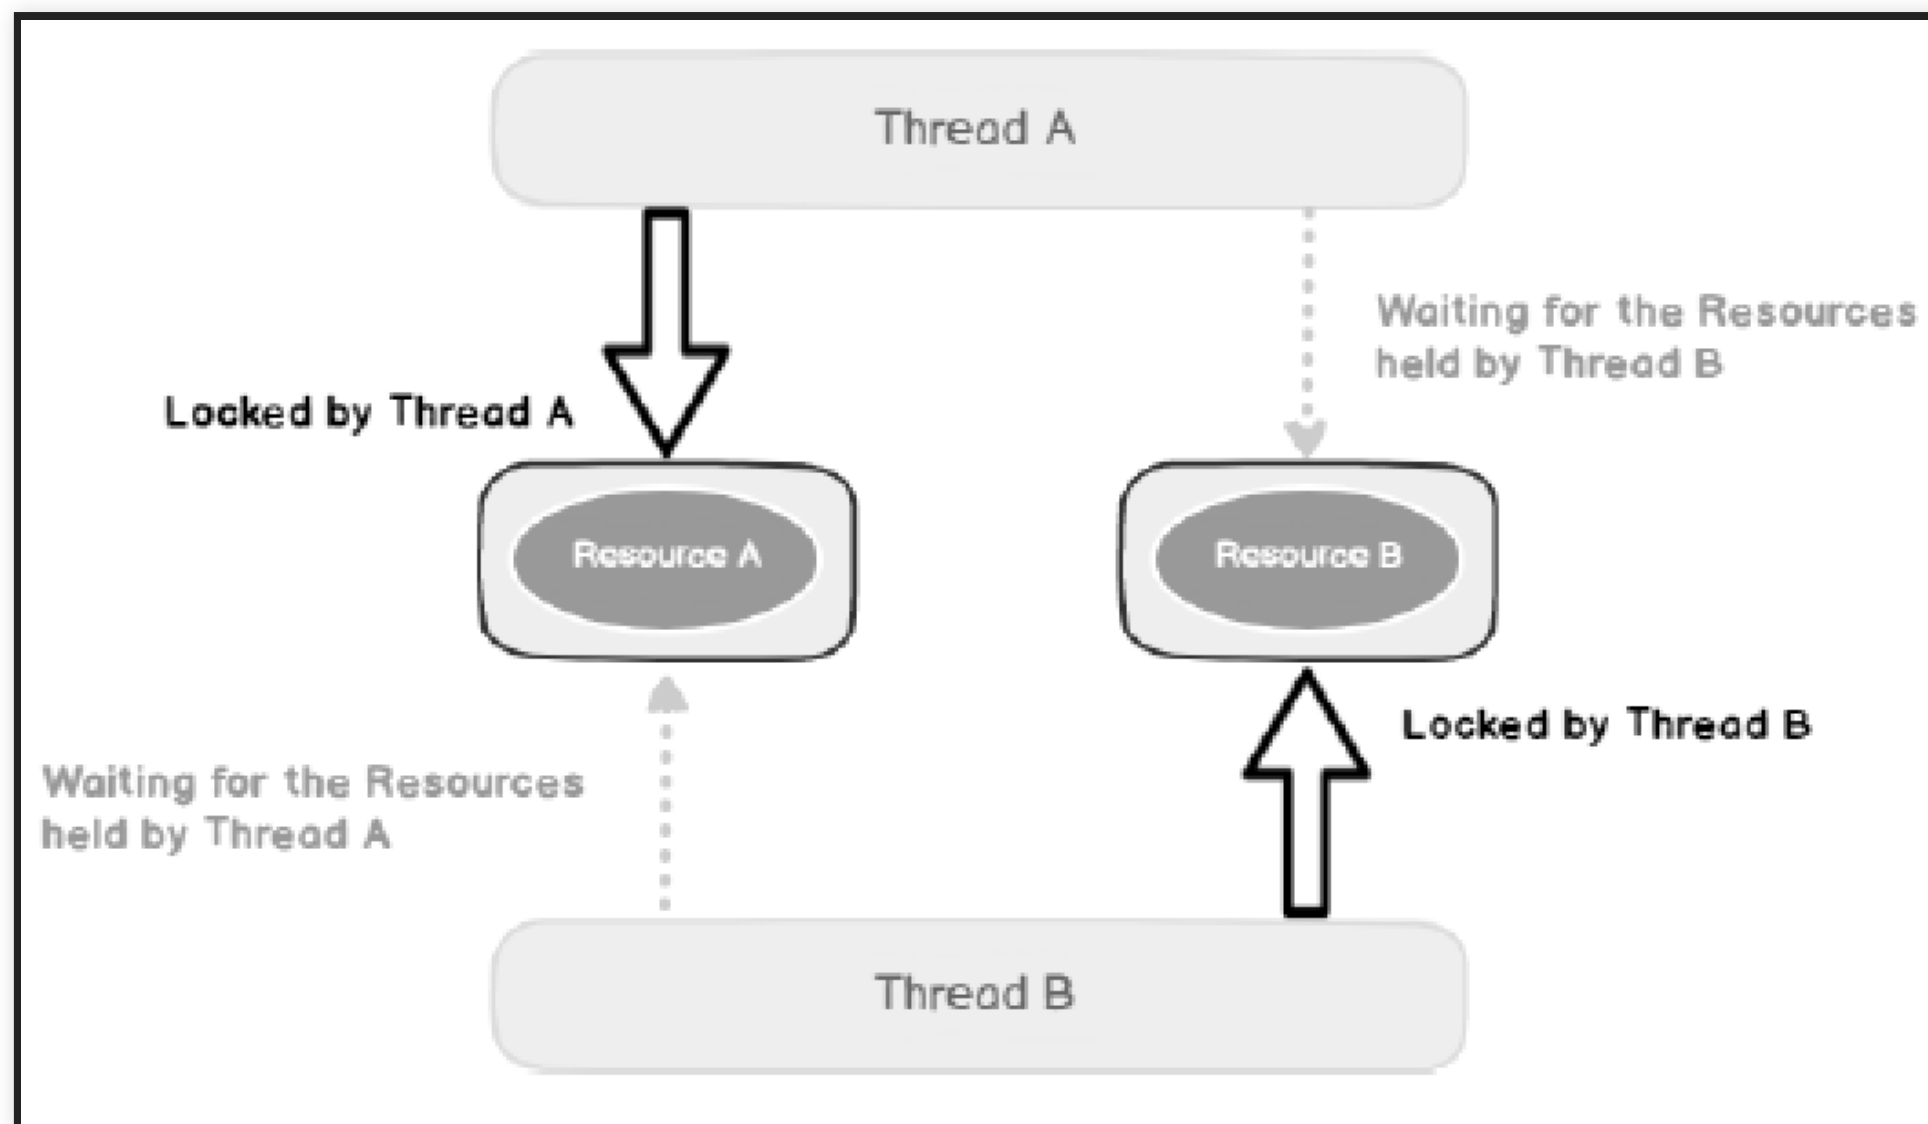 Thread A
Waiting for the Resources
held by Thread B
Locked by Thread A
Resource A
Resource B
Locked by Thread B
Waiting for the Resources
held by Thread A
Thread B